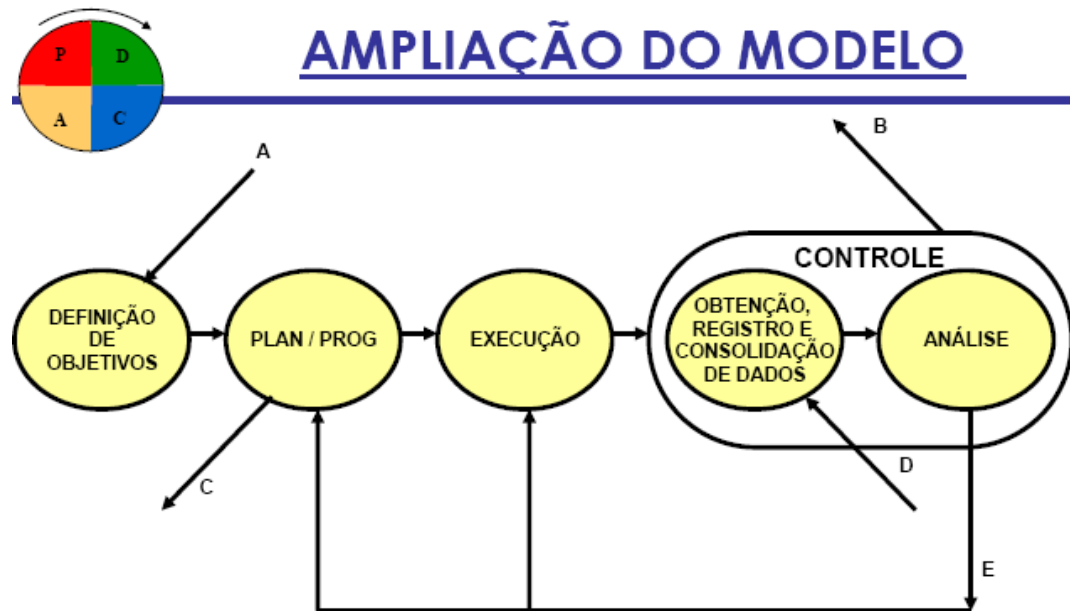 P D
A C
AMPLIAÇÃO DO MODELO
A
B
CONTROLE
DEFINIÇÃO
DE
OBJETIVOS
PLAN / PROG
EXECUÇÃO
OBTENÇÃO,
REGISTRO E
CONSOLIDAÇÃO
DE DADOS
ANÁLISE
C
D
E